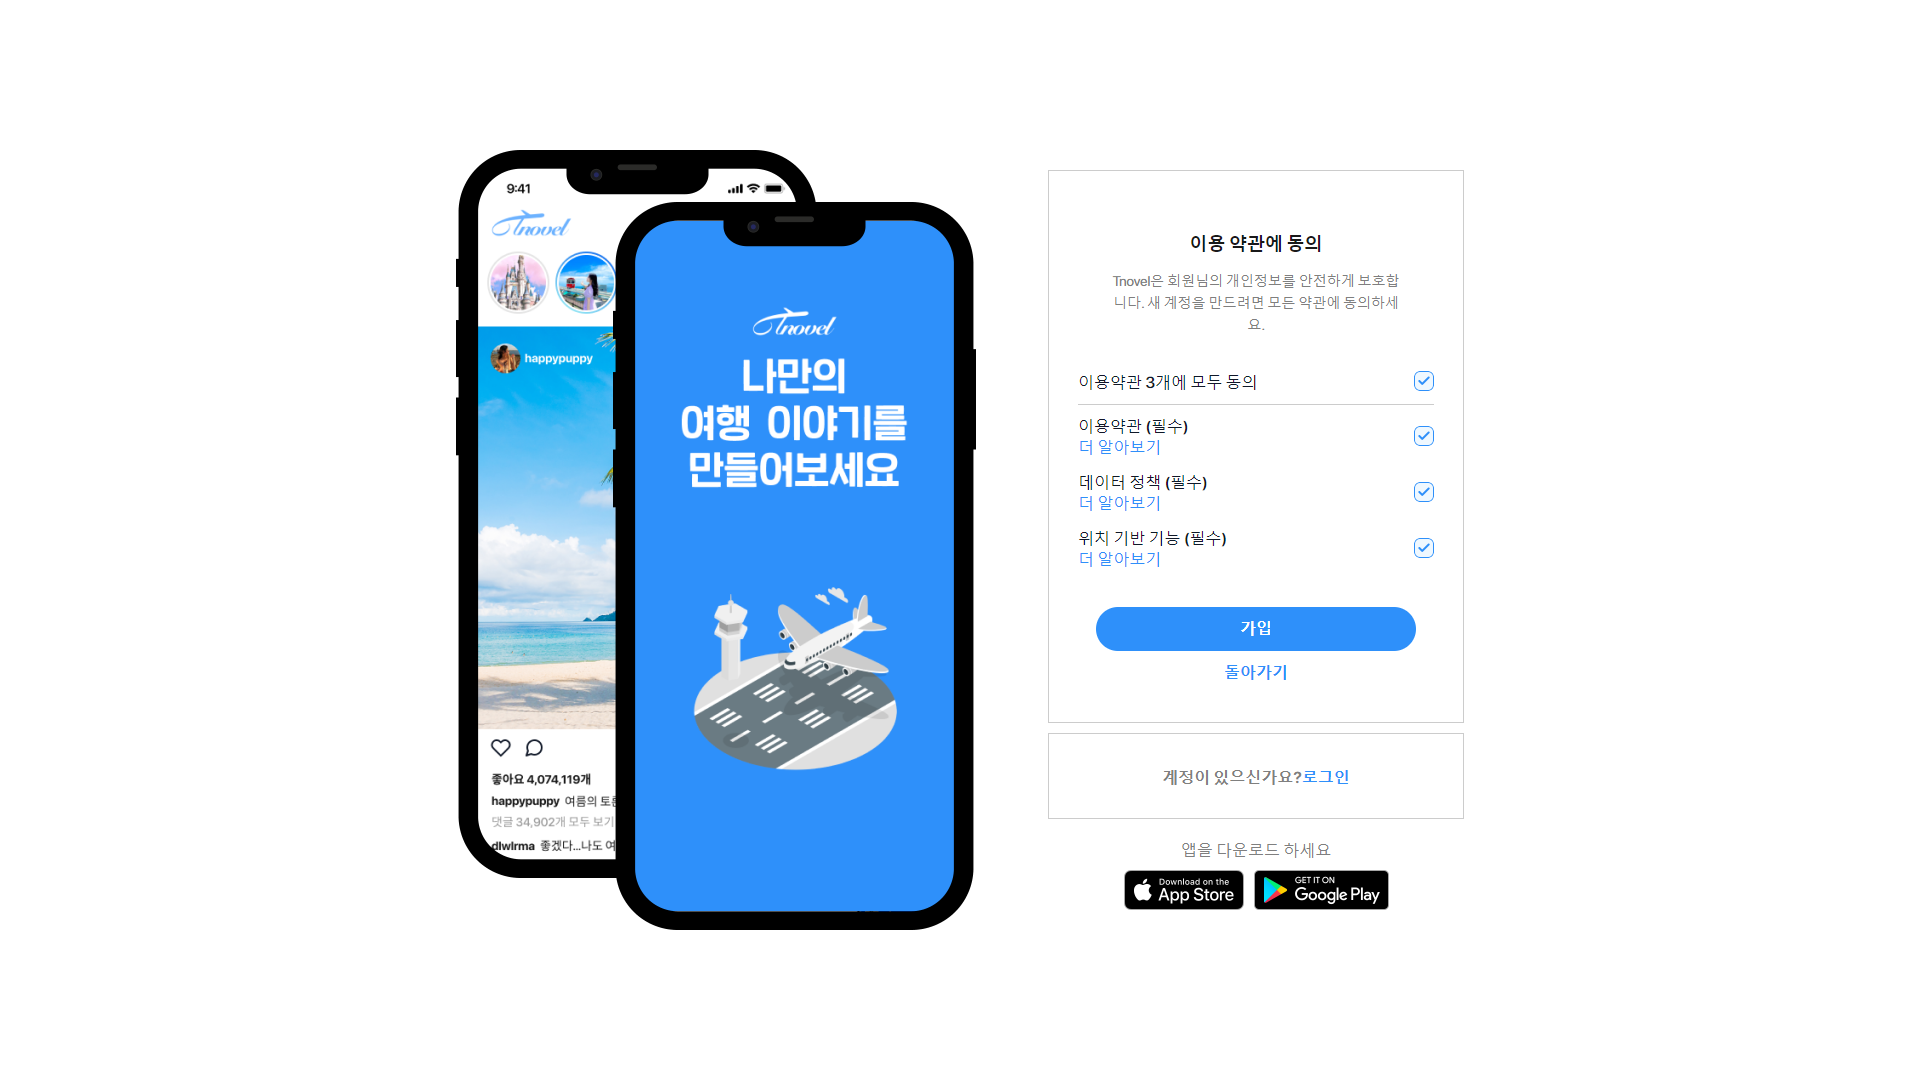 9:41
Tnovel
happypuppy
좋아요 4,074,119개
happypuppy 여름의 토
댓글 34,902개 모두 보기
dlwlrma 좋겠다...나도 여
Tnovel
나만의
여행 이야기를
만들어보세요
이용 약관에 동의
Tnovel은 회원님의 개인정보를 안전하게 보호합
니다. 새 계정을 만드려면 모든 약관에 동의하세
요.
이용약관 3개에 모두 동의
이용약관 (필수)
더 알아보기
데이터 정책 (필수)
더 알아보기
위치 기반 기능 (필수)
더 알아보기
가입
돌아가기
계정이 있으신가요?로그인
앱을 다운로드 하세요
Download on the
App Store
GET IT ON
Google Play